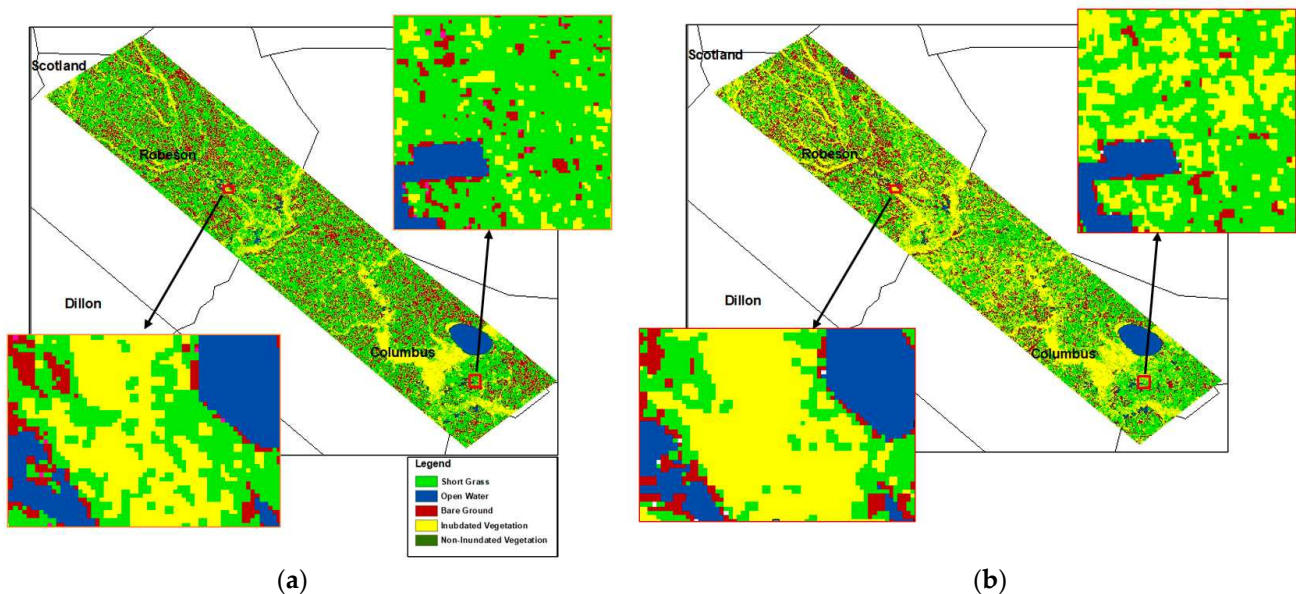 Scotland
Robeson
Dillon
Columbus
Legend
Short Grass
Open Water
Bare Ground
Inubdated Vegetation
Non-Inundated Vegetation
(a)
Scotland
Robeson
Dillon
Columbus
(b)